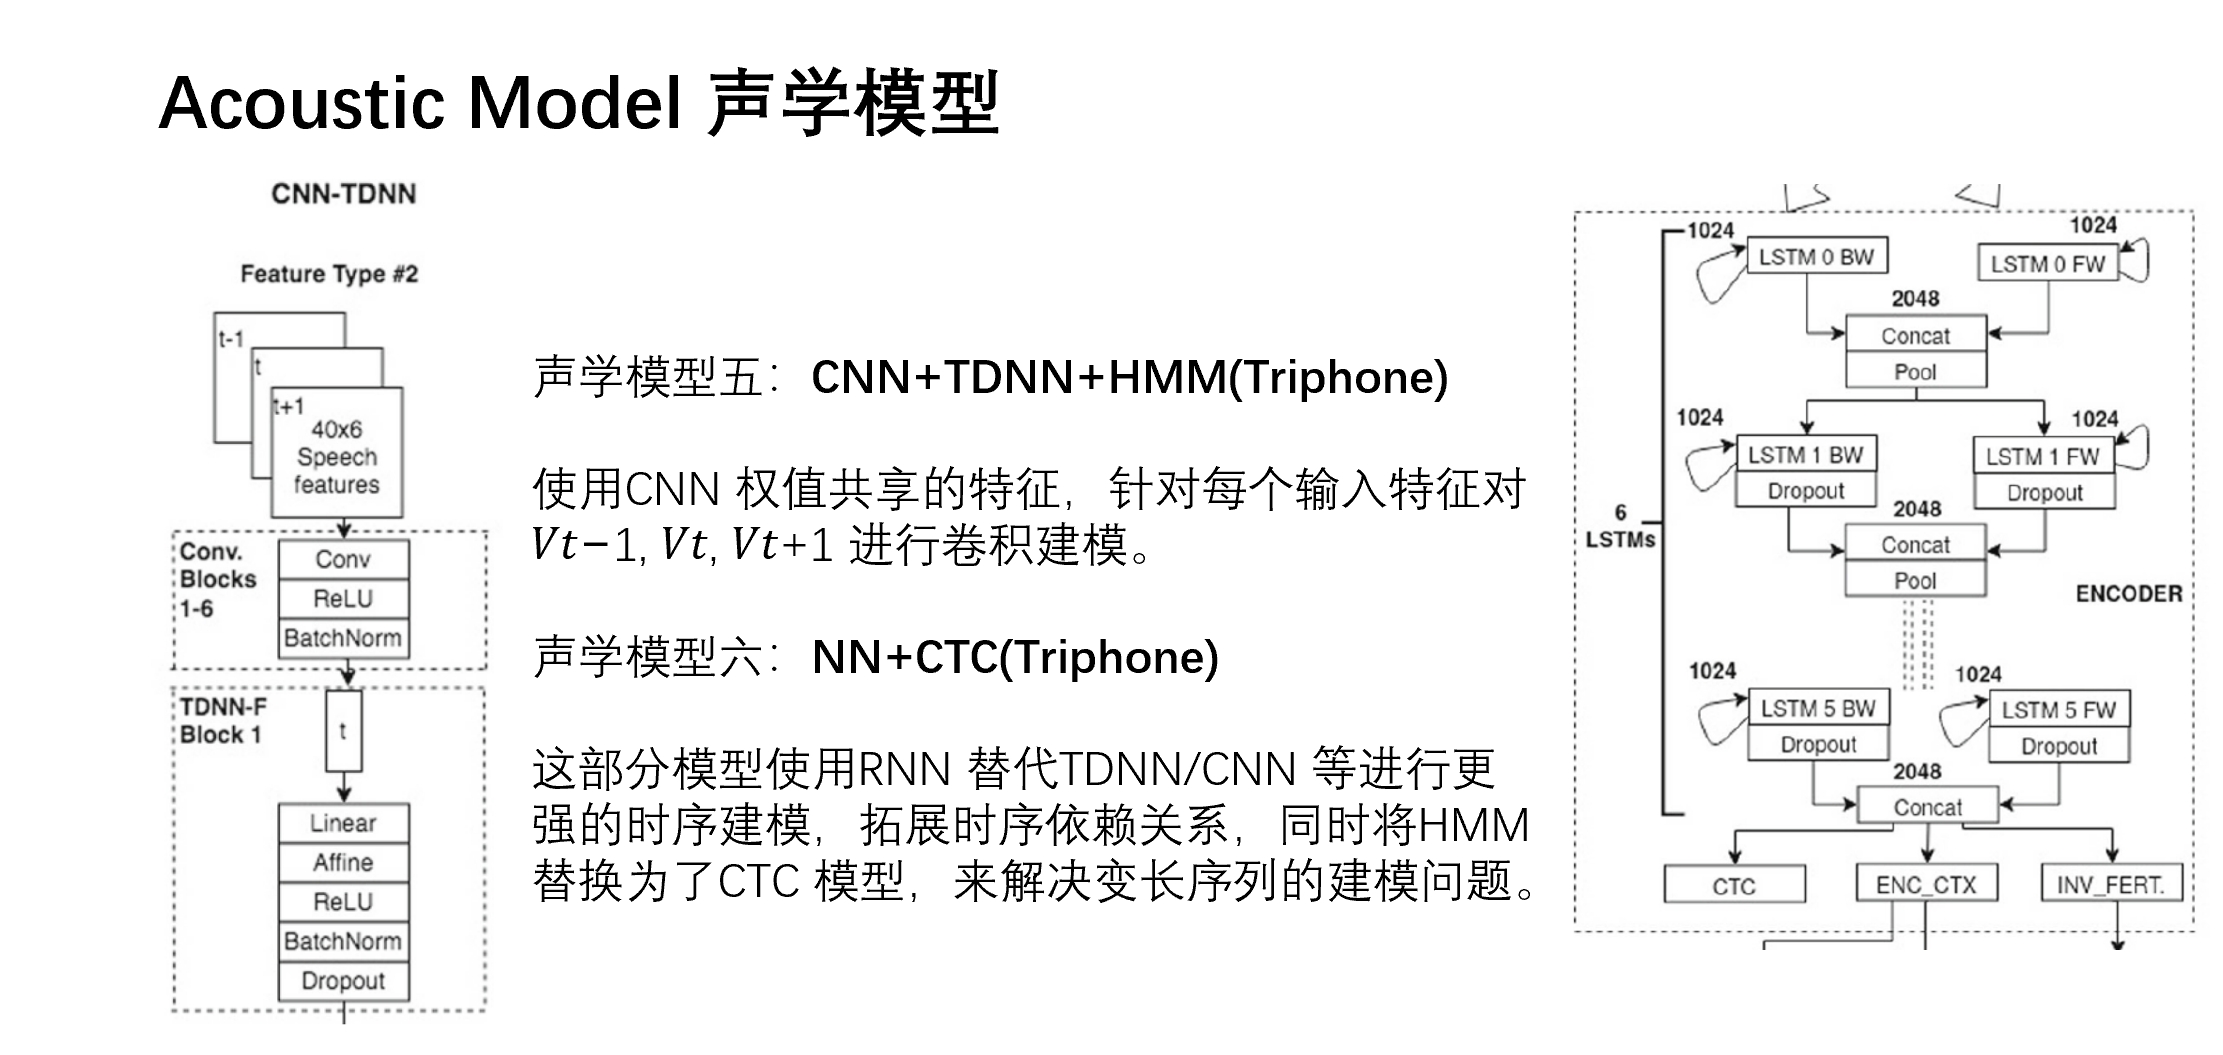 Acoustic Model 声学模型
CNN-TDNN
Feature Type #2
t-1
t
t+1
40x6
Speech
features
Conv.
Blocks
1-6
Conv
ReLU
BatchNorm
TDNN-F
Block 1
t
Linear
Affine
ReLU
BatchNorm
Dropout
声学模型五：CNN+TDNN+HMM(Triphone)
使用CNN 权值共享的特征，针对每个输入特征对
Vt−1, Vt, Vt+1 进行卷积建模。
声学模型六：NN+CTC(Triphone)
这部分模型使用RNN 替代TDNN/CNN 等进行更
强的时序建模，拓展时序依赖关系，同时将HMM
替换为了CTC 模型，来解决变长序列的建模问题。
1024
LSTM 0 BW
1024
LSTM 0 FW
2048
Concat
Pool
1024
LSTM 1 BW
Dropout
1024
LSTM 1 FW
Dropout
2048
Concat
Pool
6
LSTMs
ENCODER
1024
LSTM 5 BW
Dropout
1024
LSTM 5 FW
Dropout
2048
Concat
CTC
ENC_CTX
INV_FERT.